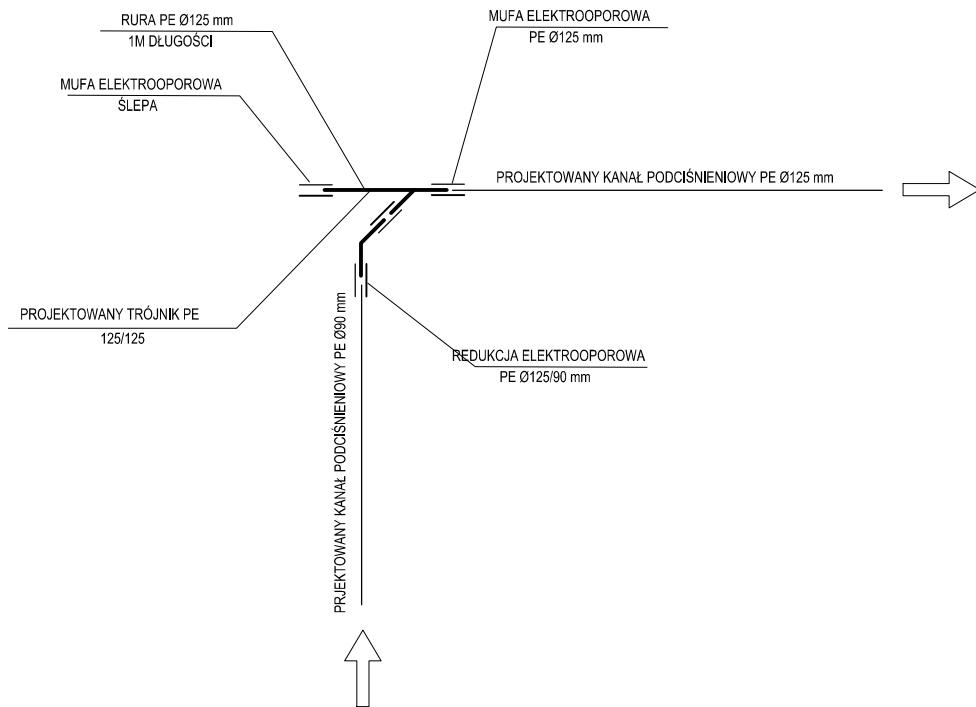 RURA PE Ø125 mm
1M DŁUGOŚCI
MUFA ELEKTROOPOROWA
PE Ø125 mm
MUFA ELEKTROOPOROWA
ŚLEPA
PROJEKTOWANY KANAŁ PODCIŚNIENIOWY PE Ø125 mm
PROJEKTOWANY TRÓJNIK PE
125/125
REDUKCJA ELEKTROOPOROWA
PE Ø125/90 mm
PRJEKTOWANY KANAŁ PODCIŚNIENIOWY PE Ø90 mm